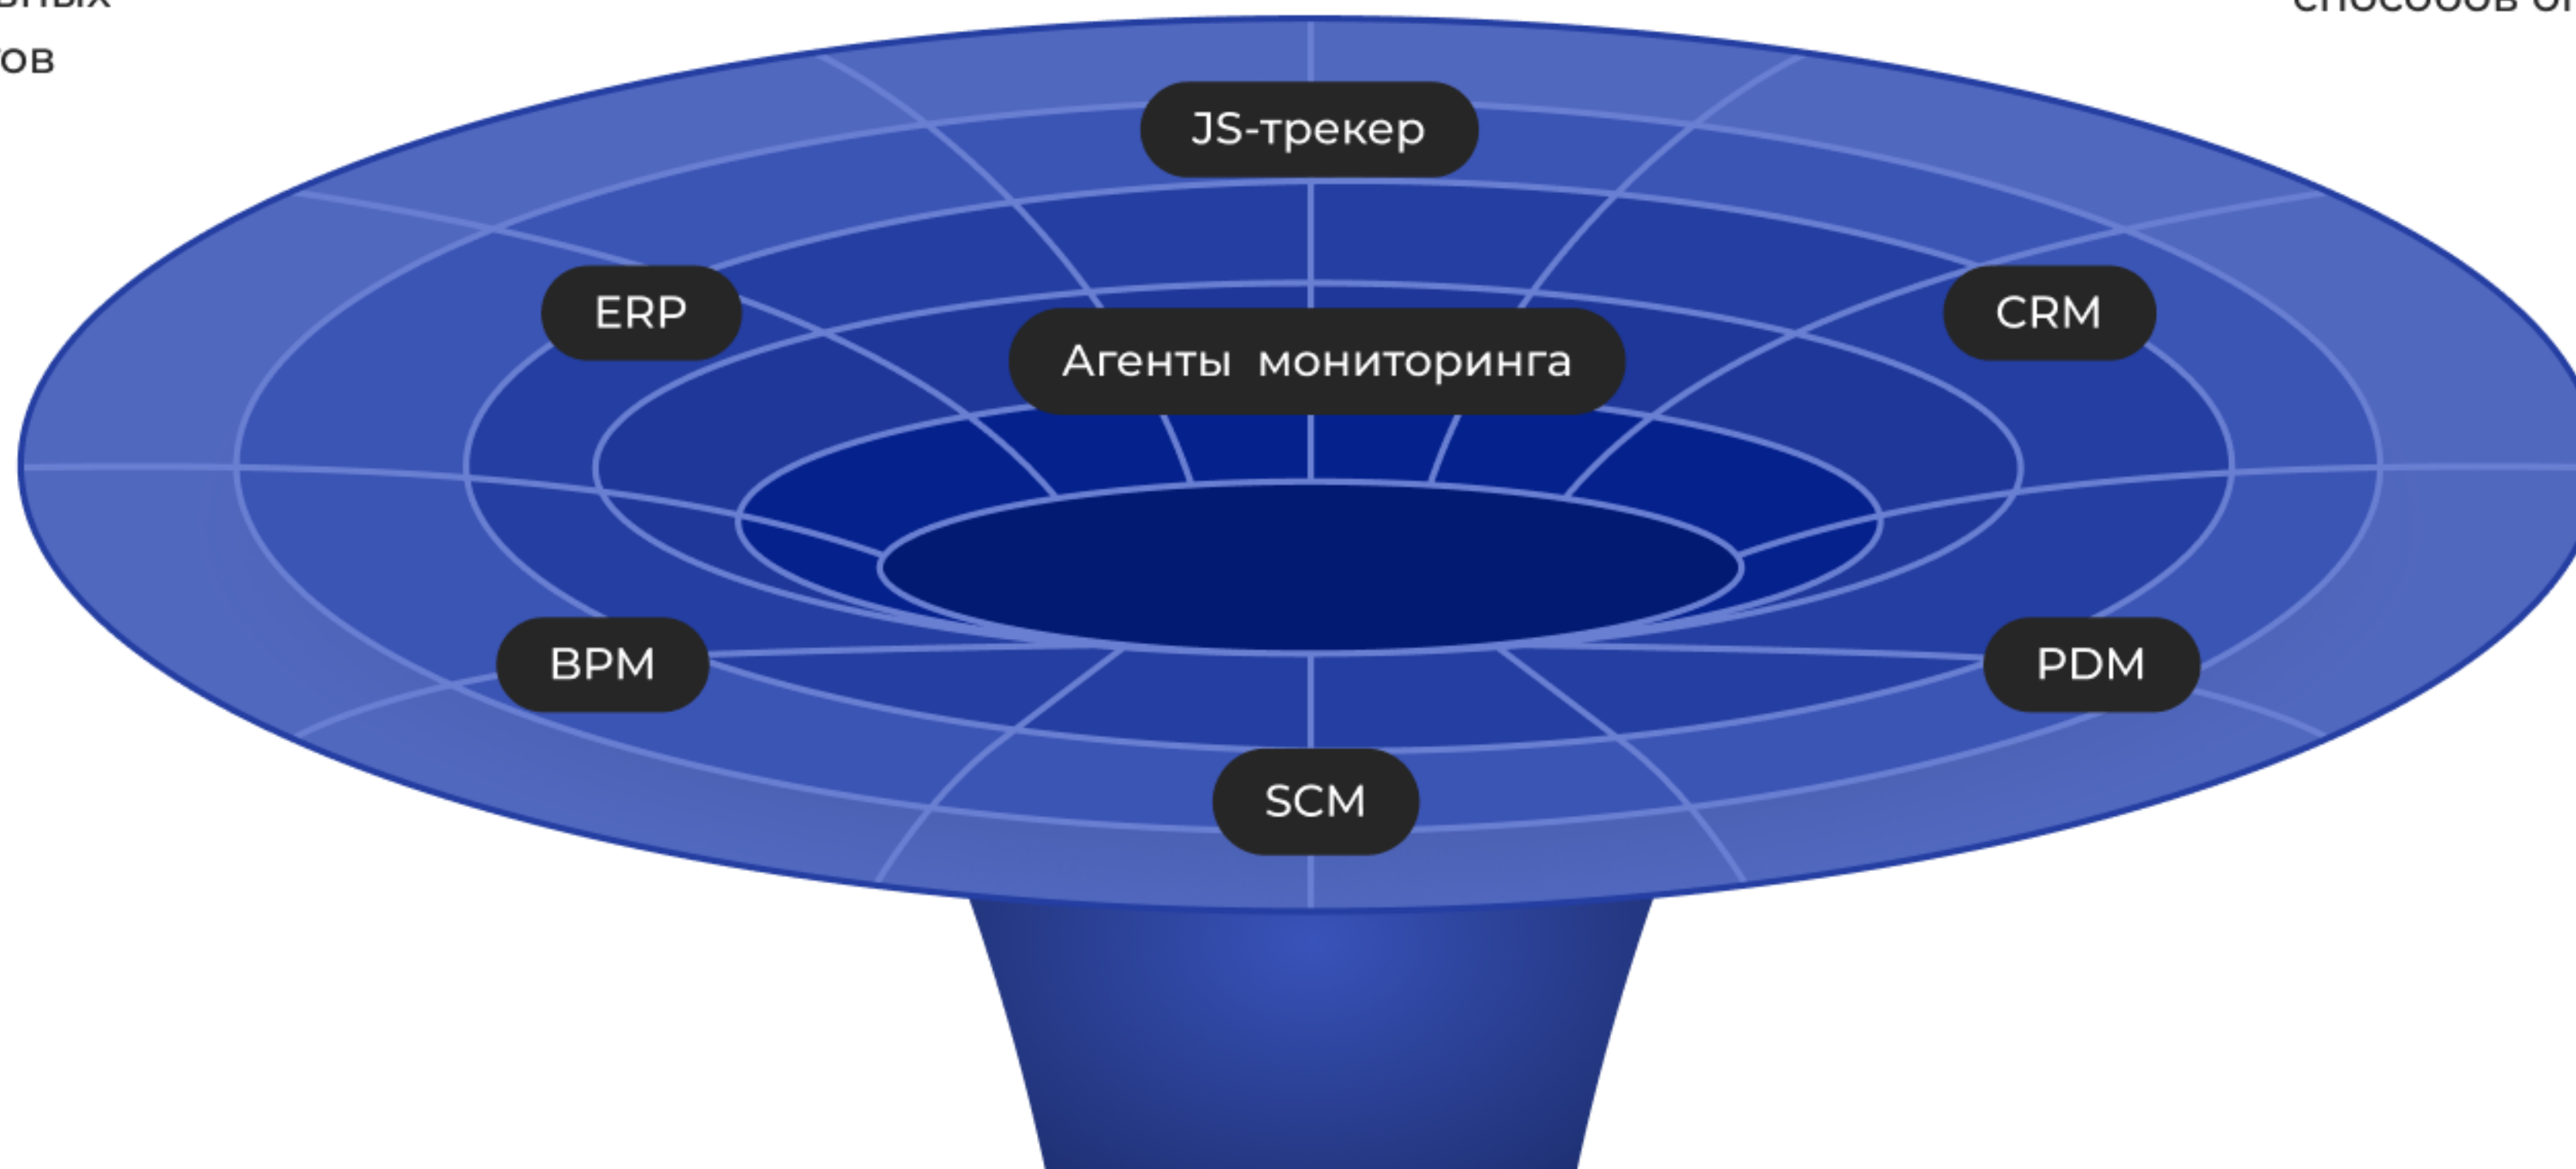 ов
JS-трекер
ERP
CRM
Агенты мониторинга
BPM
PDM
SCM